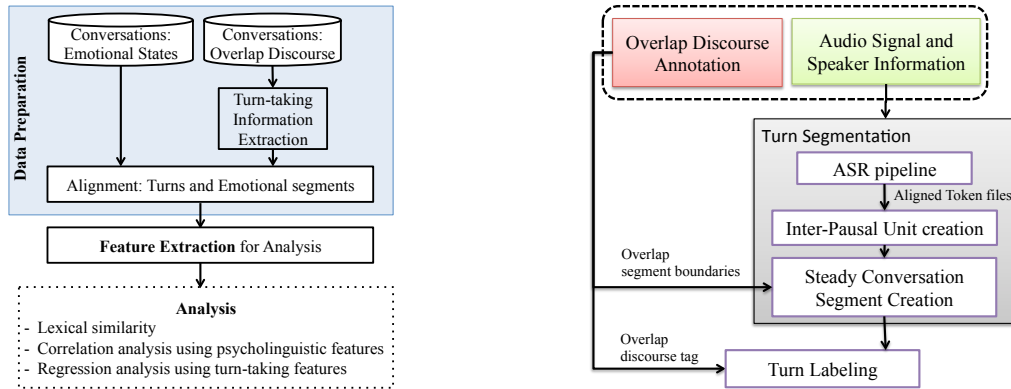 Data Preparation
Conversations:
Emotional States
Conversations:
Overlap Discourse
Turn-taking
Information
Extraction
Alignment: Turns and Emotional segments
Feature Extraction for Analysis
Analysis
- Lexical similarity
- Correlation analysis using psycholinguistic features
- Regression analysis using turn-taking features
Overlap Discourse
Annotation
Audio Signal and
Speaker Information
Turn Segmentation
ASR pipeline
Aligned Token files
Inter-Pausal Unit creation
Overlap
segment boundaries
Steady Conversation
Segment Creation
Overlap
discourse tag
Turn Labeling